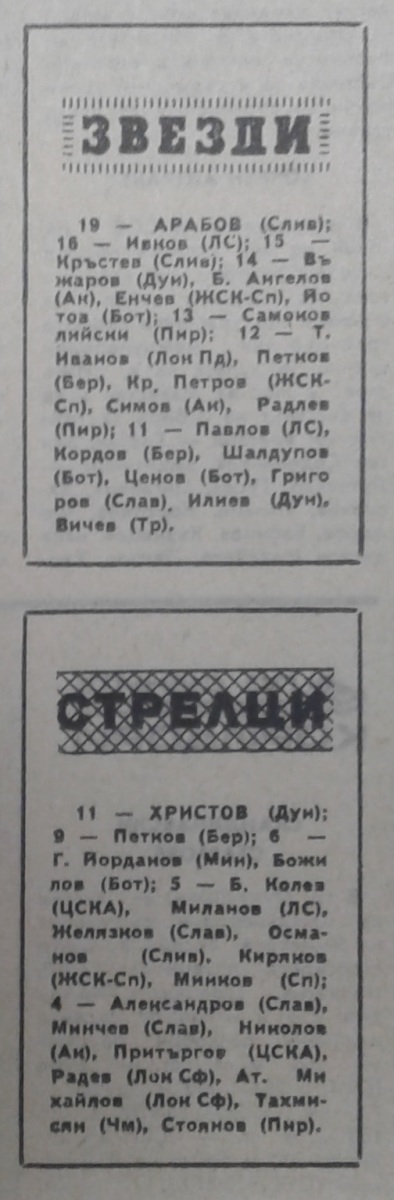 ЗВЕЗДИ
19 — АРАБОВ (Слив);
16 — Ивков (ЛС); 15 —
Кръстев (Слив); 14 — Въ
жаров (Дун), Б. Ангелов
(Ак), Енчев (ЖСК-Сп), Йо
тов (Бот); 13 — Самоков
лийски (Пир); 12 — Т.
Иванов (Лок Пд), Петков
(Бер), Кр. Петров (ЖСК-
Сп), Симов (Ак), Радлев
(Пир); 11 — Павлов (ЛС),
Кордов (Бер), Шалдупов
(Бот), Ценов (Бот), Григо
ров (Слав), Илиев (Дун),
Вичев (Тр).
СТРЕЛЦИ
11 — ХРИСТОВ (Дун);
9 — Петков (Бер); 6 —
Г. Йорданов (Мин), Божи
лов (Бот); 5 — Б. Колев
(ЦСКА), Миланов (ЛС),
Желязков (Слав), Осма-
нов (Слив), Киряков
(ЖСК-Сп), Минков (Сп);
4 — Александров (Слав),
Минчев (Слав), Николов
(Ак), Притъргов (ЦСКА),
Радев (Лок Сф), Ат. Ми
хайлов (Лок Сф), Тахми-
сян (Чм), Стоянов (Пир).